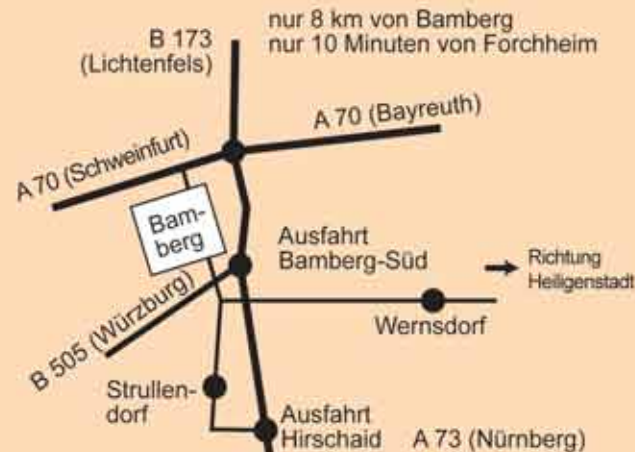 nur 8 km von Bamberg
nur 10 Minuten von Forchheim
B 173
(Lichtenfels)
A 70 (Bayreuth)
A 70 (Schweinfurt)
Bam-
berg
Ausfahrt
Bamberg-Süd
Richtung
Heiligenstadt
B 505 (Würzburg)
Wernsdorf
Strullen-
dorf
Ausfahrt
Hirschaid
A 73 (Nürnberg)